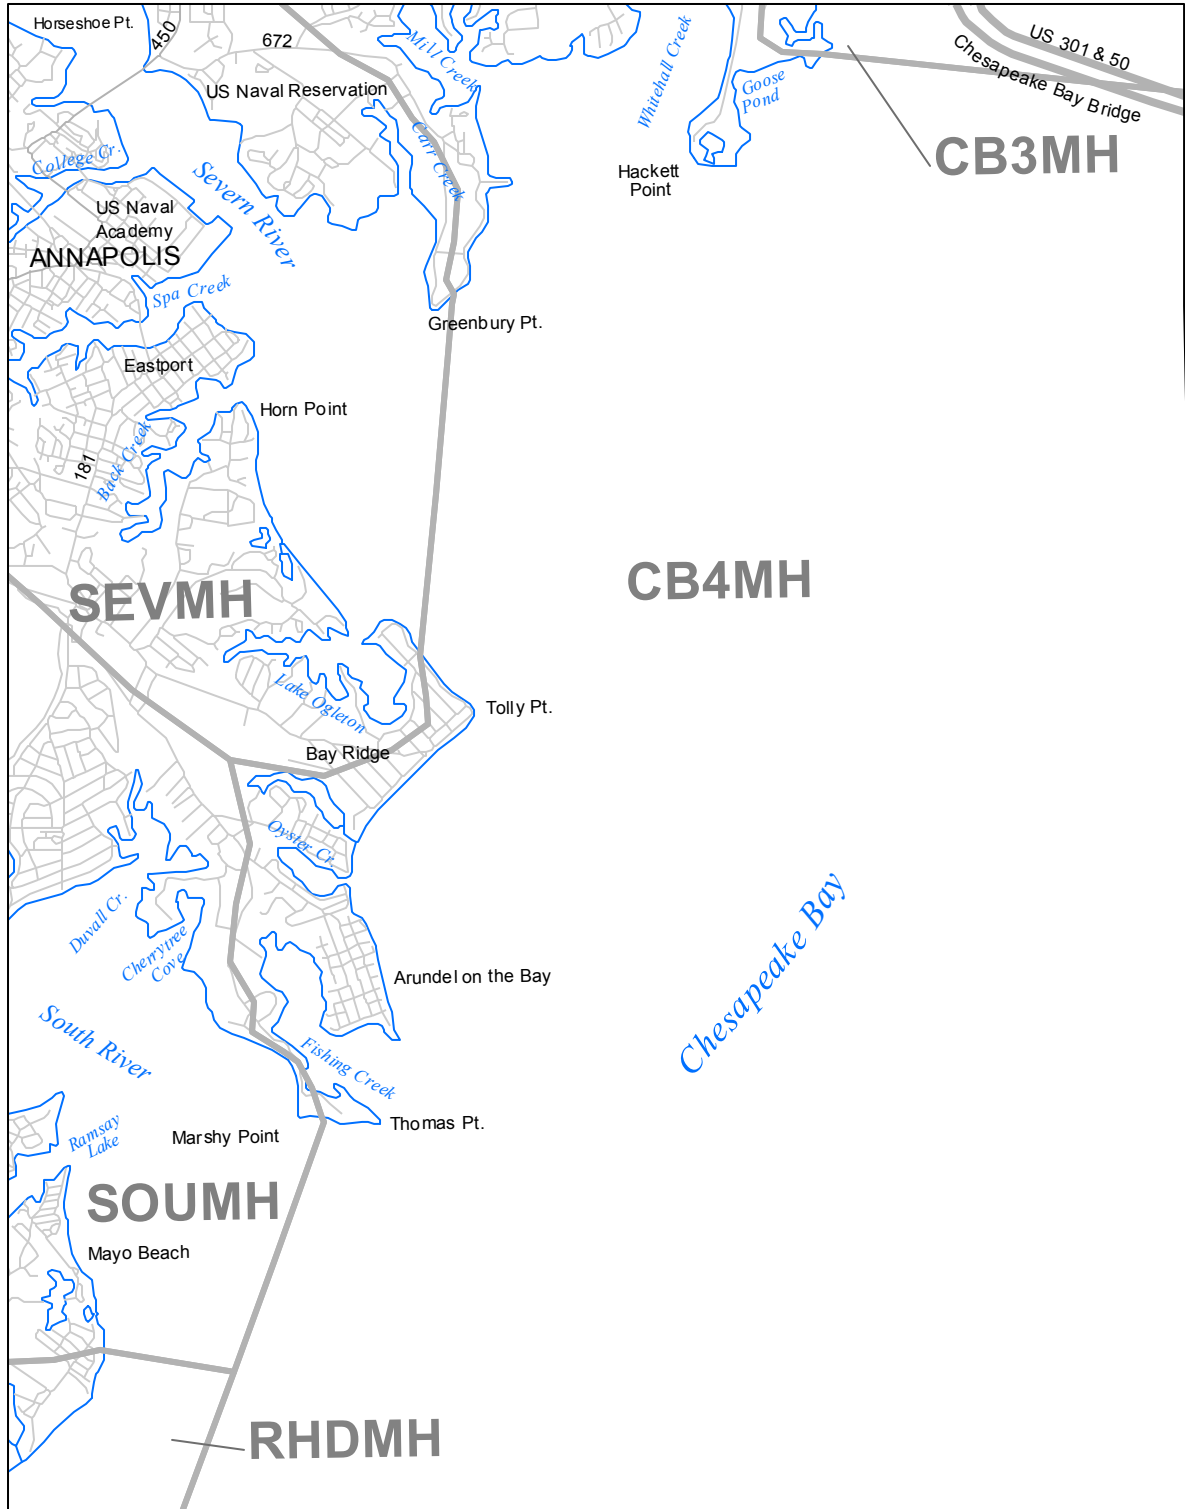 Horseshoe Pt.
450
672
Mill Creek
Whitehall Creek
US 301 & 50
Chesapeake Bay Bridge
Goose
Pond
US Naval Reservation
Carr Creek
CB3MH
College Cr.
Severn River
Hackett
Point
US Naval
Academy
ANNAPOLIS
Spa Creek
Greenbury Pt.
Eastport
Horn Point
181
Back Creek
SEVMH
CB4MH
Lake Ogleton
Tolly Pt.
Bay Ridge
Oyster Cr.
Duvall Cr.
Cherrytree
Cove
Chesapeake Bay
Arundel on the Bay
South River
Fishing Creek
Ramsay
Lake
Marshy Point
Thomas Pt.
SOUMH
Mayo Beach
RHDMH